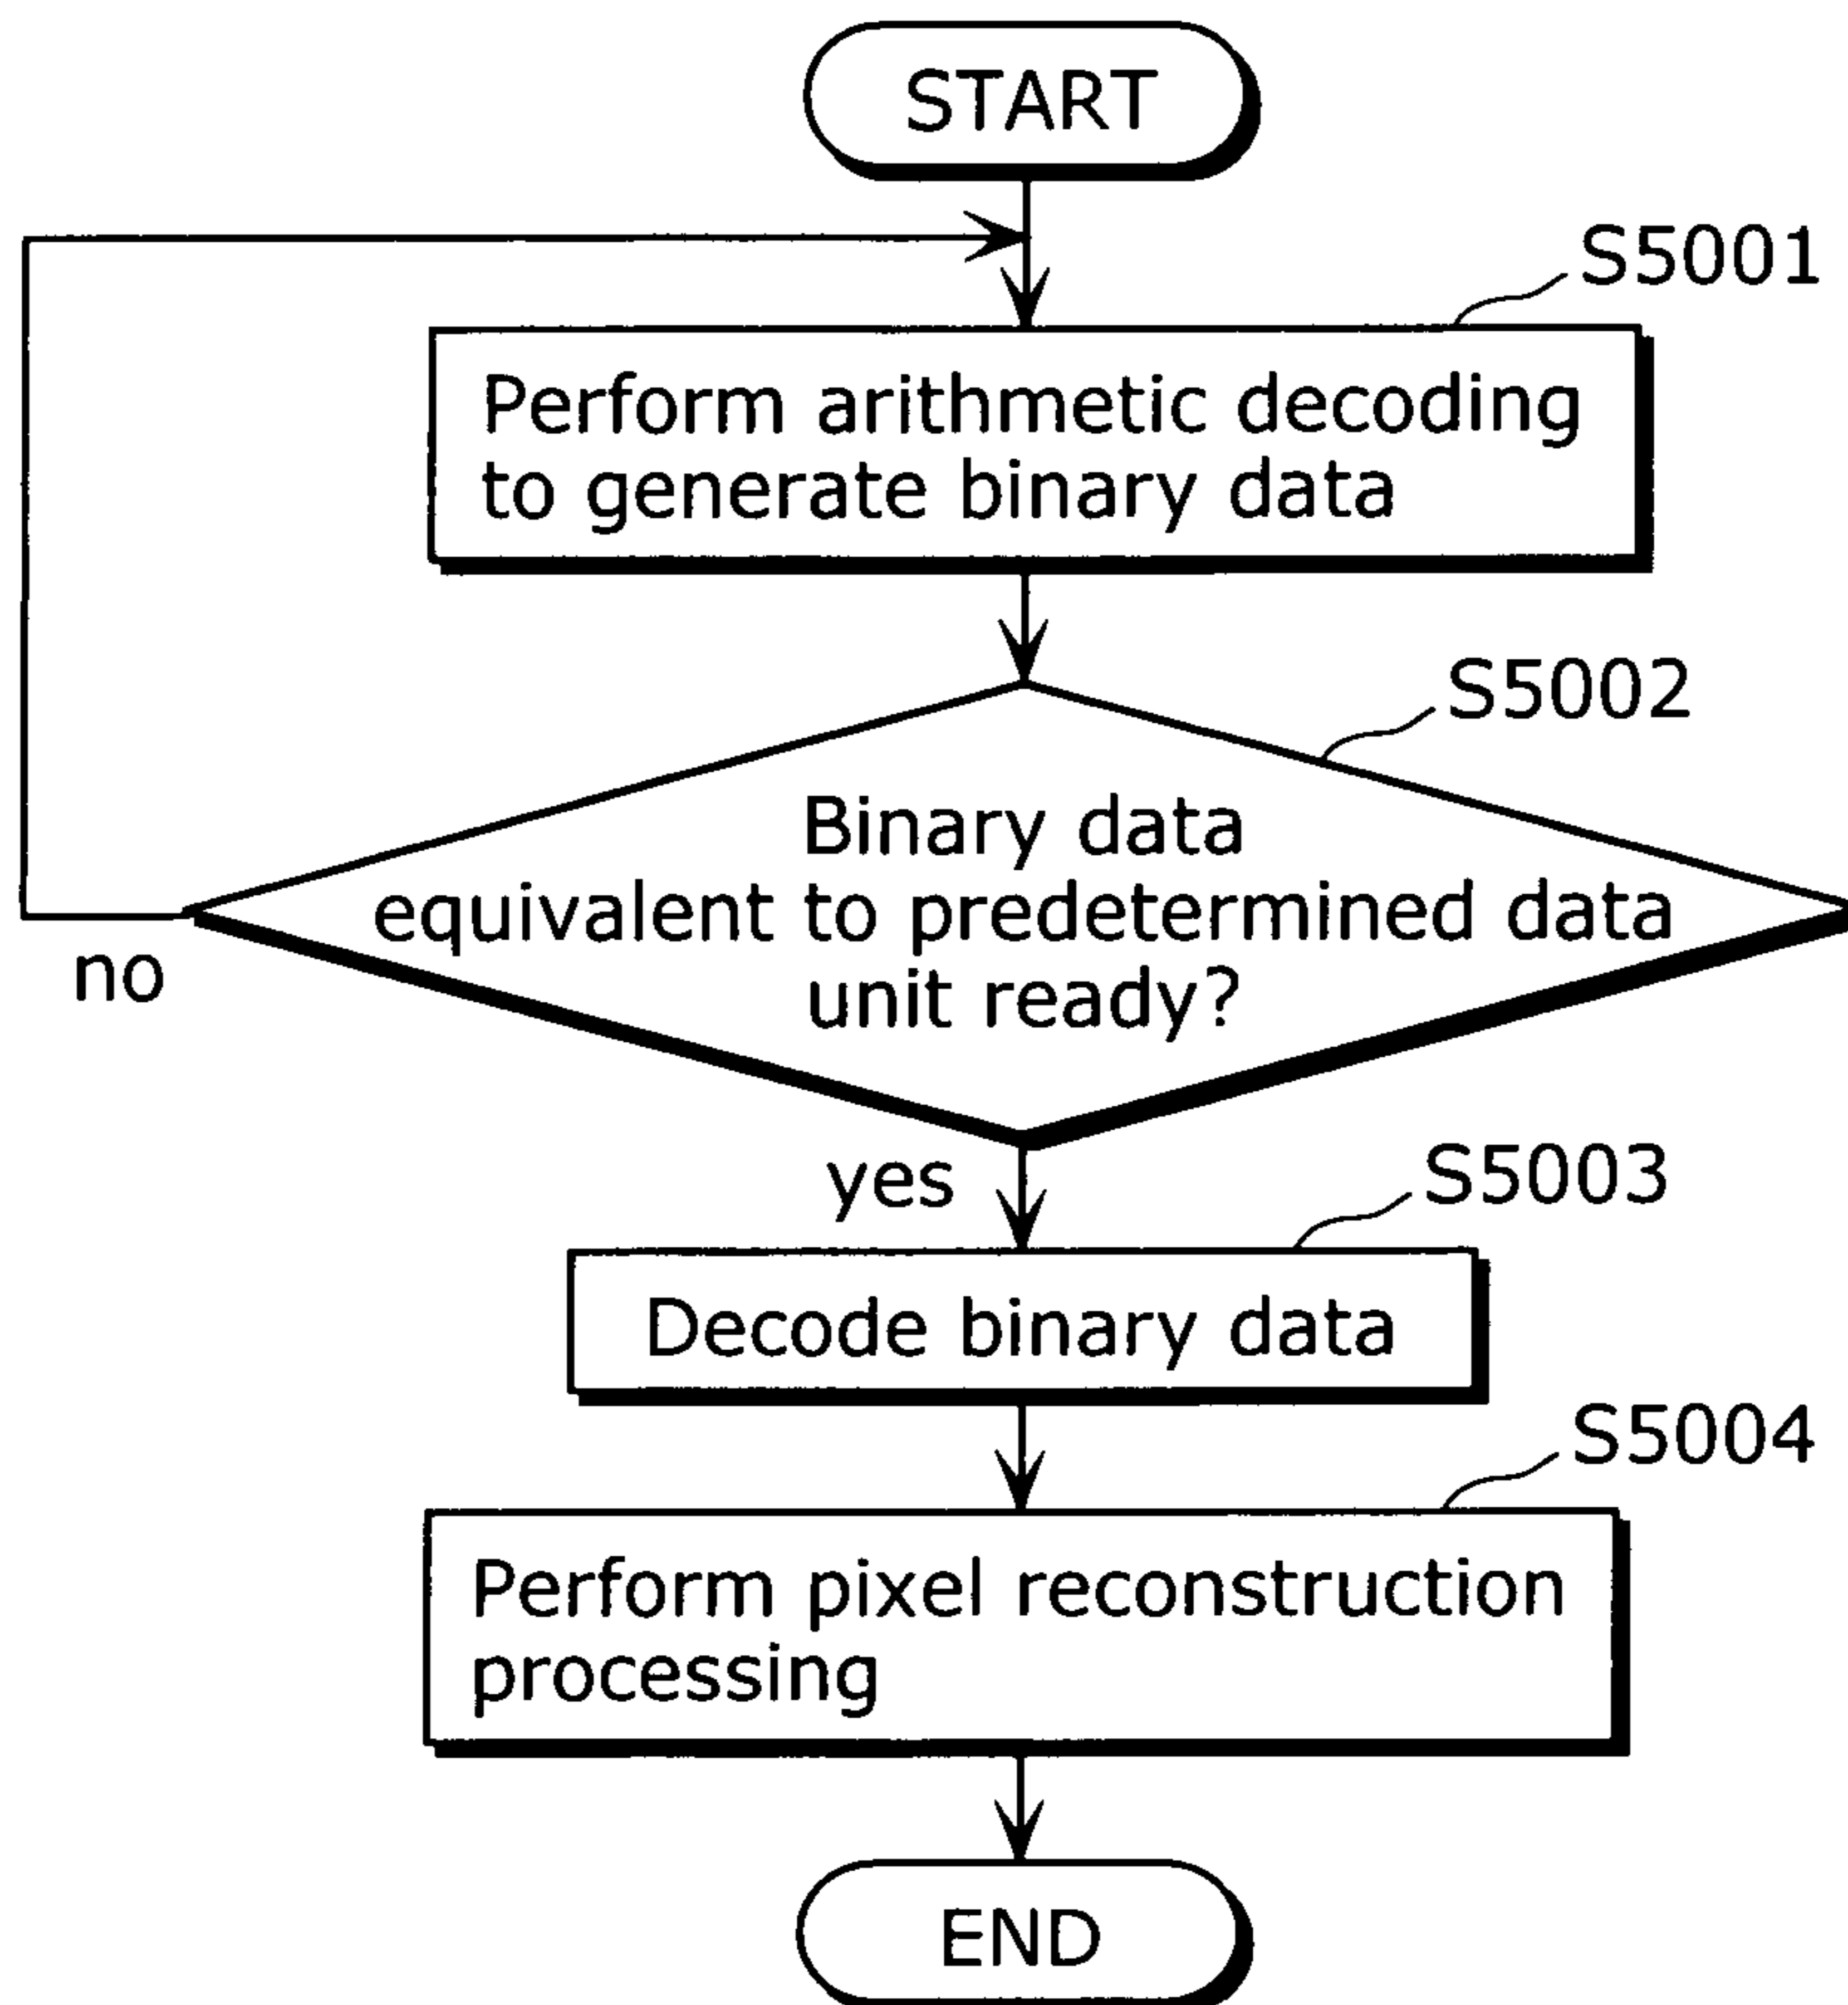 START
S5001
Perform arithmetic decoding
to generate binary data
S5002
Binary data
equivalent to predetermined data
unit ready?
no
yes
S5003
Decode binary data
S5004
Perform pixel reconstruction
processing
END